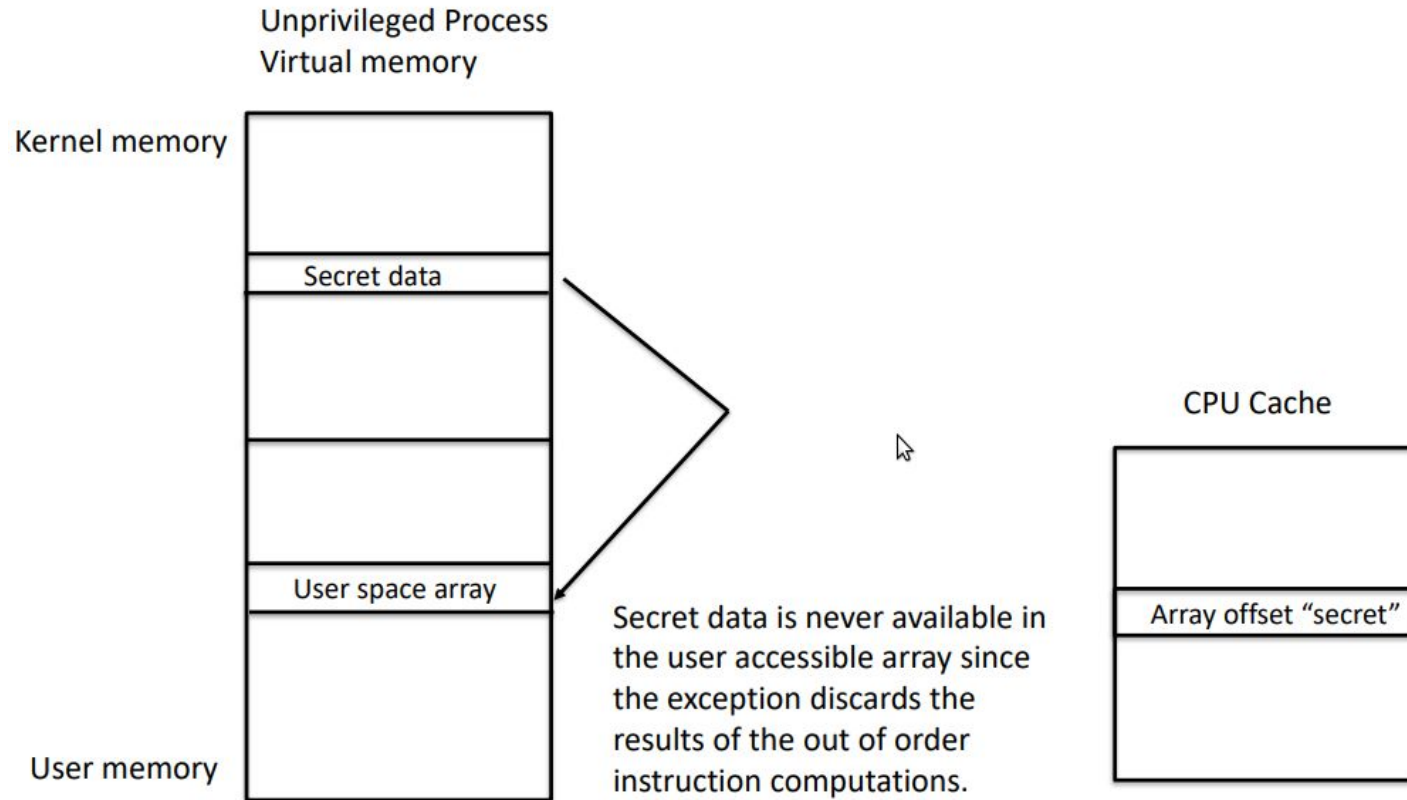 Unprivileged Process
Virtual memory
Kernel memory
Secret data
CPU Cache
User space array
Array offset “secret”
Secret data is never available in
the user accessible array since
the exception discards the
results of the out of order
instruction computations.
User memory